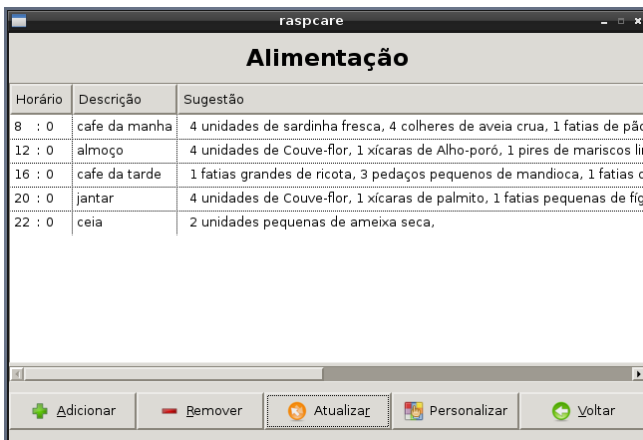 raspcare
Alimentação
Horário Descrição Sugestão
8 : 0 cafe da manha 4 unidades de sardinha fresca, 4 colheres de aveia crua, 1 fatias de pão
12 : 0 almoço 4 unidades de Couve-flor, 1 xícaras de Alho-poró, 1 pires de mariscos
16 : 0 cafe da tarde 1 fatias grandes de ricota, 3 pedaços pequenos de mandioca, 1 fatias
20 : 0 jantar 4 unidades de Couve-flor, 1 xícaras de palmito, 1 fatias pequenas de
22 : 0 ceia 2 unidades pequenas de ameixa seca,
Adicionar Remover Atualizar Personalizar Voltar